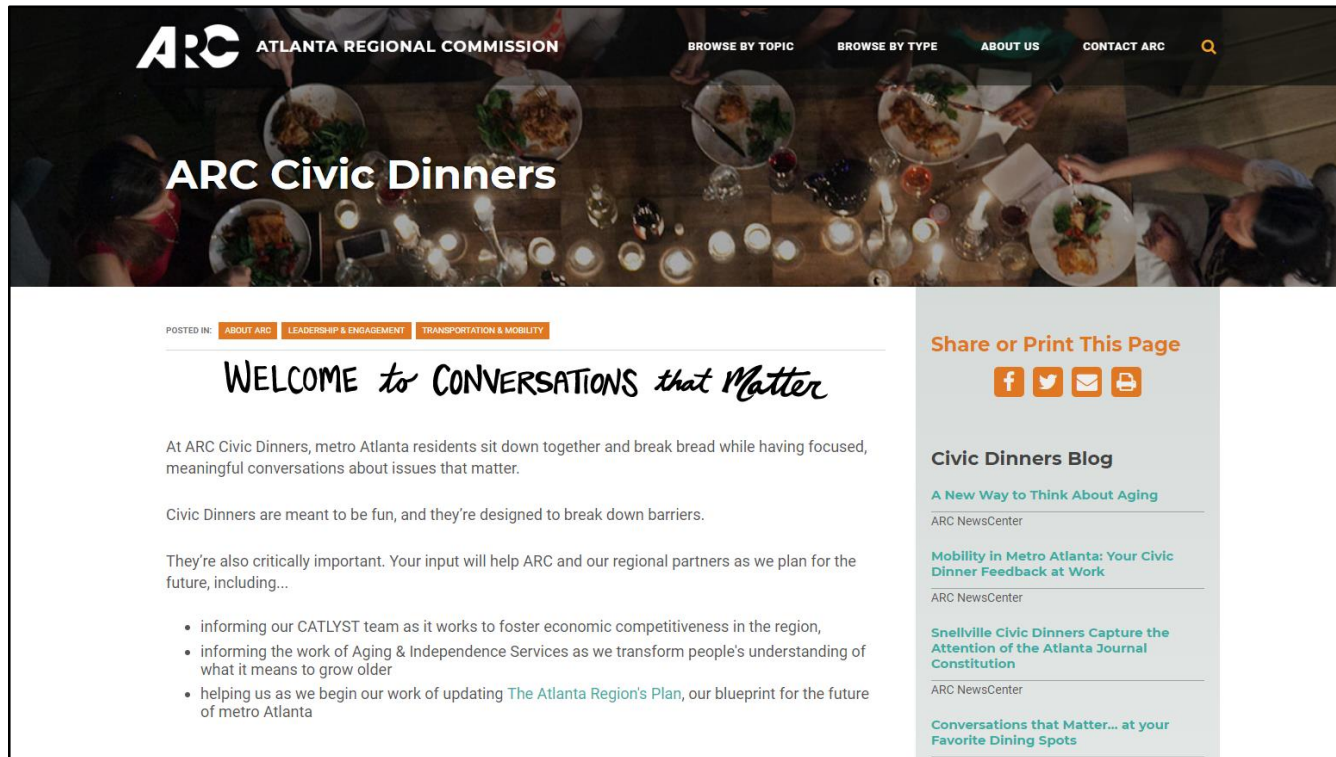 ARC ATLANTA REGIONAL COMMISSION
BROWSE BY TOPIC
BROWSE BY TYPE
ABOUT US
CONTACT ARC
ARC Civic Dinners
POSTED IN: ABOUT ARC LEADERSHIP & ENGAGEMENT TRANSPORTATION & MOBILITY
WELCOME to CONVERSATIONS that Matter
At ARC Civic Dinners, metro Atlanta residents sit down together and break bread while having focused,
meaningful conversations about issues that matter.
Civic Dinners are meant to be fun, and they're designed to break down barriers.
They're also critically important. Your input will help ARC and our regional partners as we plan for the
future, including...
• informing our CATLYST team as it works to foster economic competitiveness in the region,
• informing the work of Aging & Independence Services as we transform people's understanding of
what it means to grow older
• helping us as we begin our work of updating The Atlanta Region's Plan, our blueprint for the future
of metro Atlanta
Share or Print This Page
Civic Dinners Blog
A New Way to Think About Aging
ARC NewsCenter
Mobility in Metro Atlanta: Your Civic
Dinner Feedback at Work
ARC NewsCenter
Snellville Civic Dinners Capture the
Attention of the Atlanta Journal
Constitution
ARC NewsCenter
Conversations that Matter... at your
Favorite Dining Spots